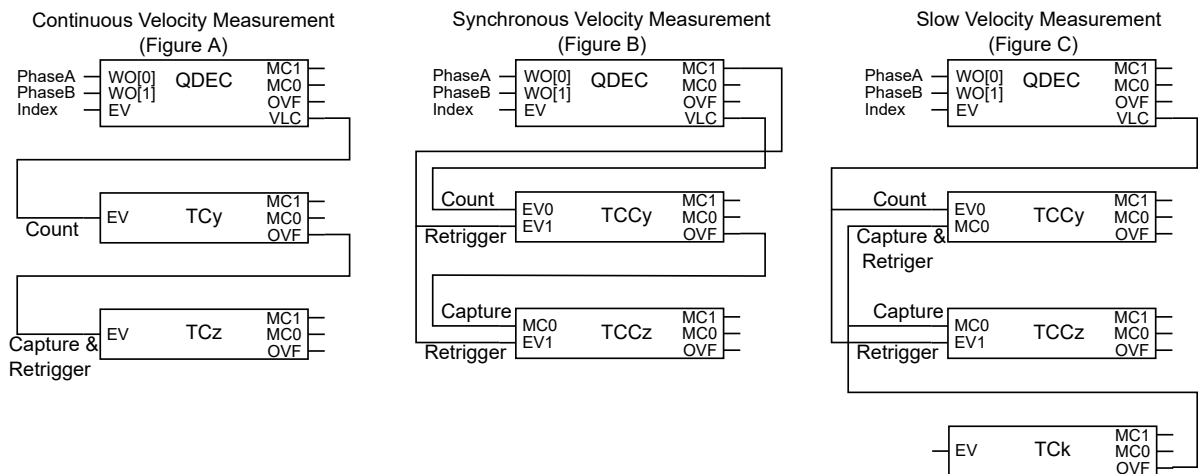 Continuous Velocity Measurement
(Figure A)
PhaseA
PhaseB
Index
WO[0]
WO[1]
EV
QDEC
MC1
MC0
OVF
VLC
Count
EV
TCy
MC1
MC0
OVF
Capture &
Retrigger
EV
TCz
MC1
MC0
OVF
Synchronous Velocity Measurement
(Figure B)
PhaseA
PhaseB
Index
WO[0]
WO[1]
EV
QDEC
MC1
MC0
OVF
VLC
Count
Retrigger
EV0
EV1
TCCy
MC1
MC0
OVF
Capture
Retrigger
MC0
EV1
TCCz
MC1
MC0
OVF
Slow Velocity Measurement
(Figure C)
PhaseA
PhaseB
Index
WO[0]
WO[1]
EV
QDEC
MC1
MC0
OVF
VLC
Count
Capture &
Retriger
EV0
MC0
TCCy
MC1
MC0
OVF
Capture
Retrigger
MC0
EV1
TCCz
MC1
MC0
OVF
EV
TCk
MC1
MC0
OVF